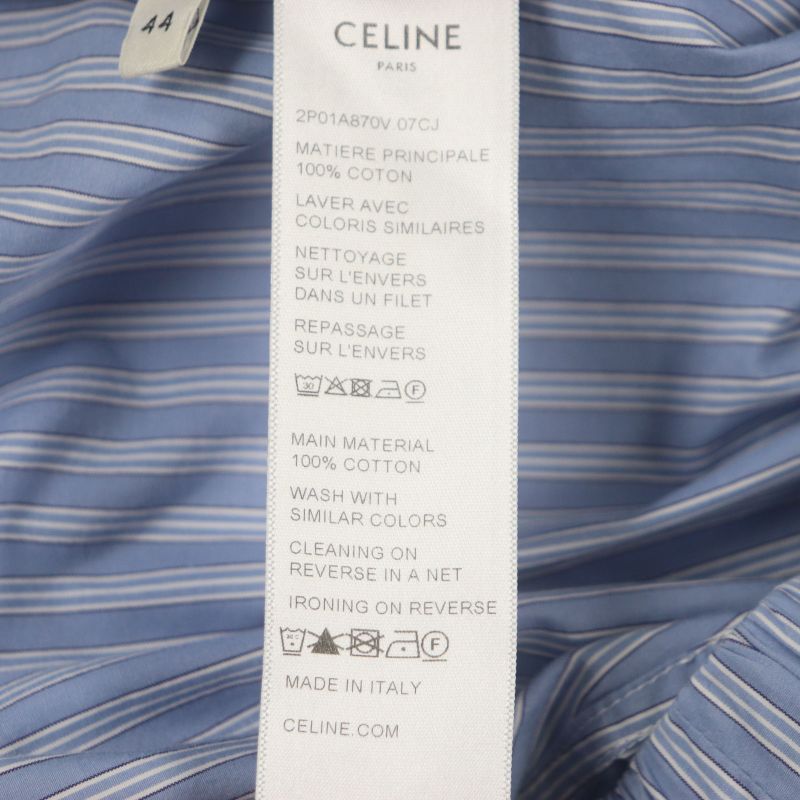 44
CELINE
PARIS
2P01A870V 07CJ
MATIERE PRINCIPALE
100% COTON
LAVER AVEC
COLORIS SIMILAIRES
NETTOYAGE
SUR L'ENVERS
DANS UN FILET
REPASSAGE
SUR L'ENVERS
30 F
MAIN MATERIAL
100% COTTON
WASH WITH
SIMILAR COLORS
CLEANING ON
REVERSE IN A NET
IRONING ON REVERSE
30°C F
MADE IN ITALY
CELINE.COM